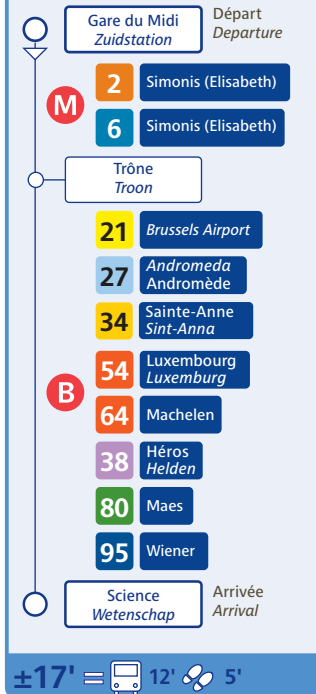 Gare du Midi
Zuidstation
Départ
Departure
M
2 Simonis (Elisabeth)
6 Simonis (Elisabeth)
Trône
Troon
B
21 Brussels Airport
27 Andromeda
Andromède
34 Sainte-Anne
Sint-Anna
54 Luxembourg
Luxemburg
64 Machelen
38 Héros
Helden
80 Maes
95 Wiener
Science
Wetenschap
Arrivée
Arrival
±17' = 12' 5'